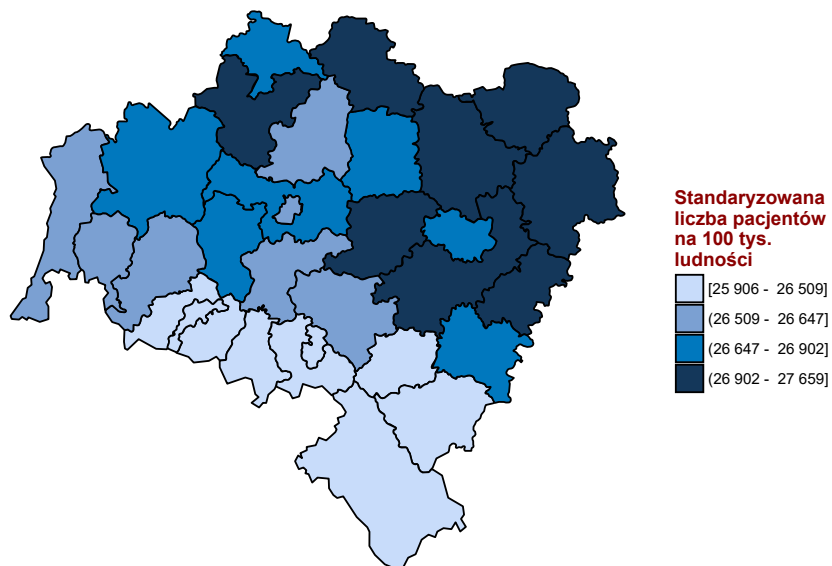 Standaryzowana
liczba pacjentów
na 100 tys.
ludności
[25 906 - 26 509]
(26 509 - 26 647]
(26 647 - 26 902]
(26 902 - 27 659]